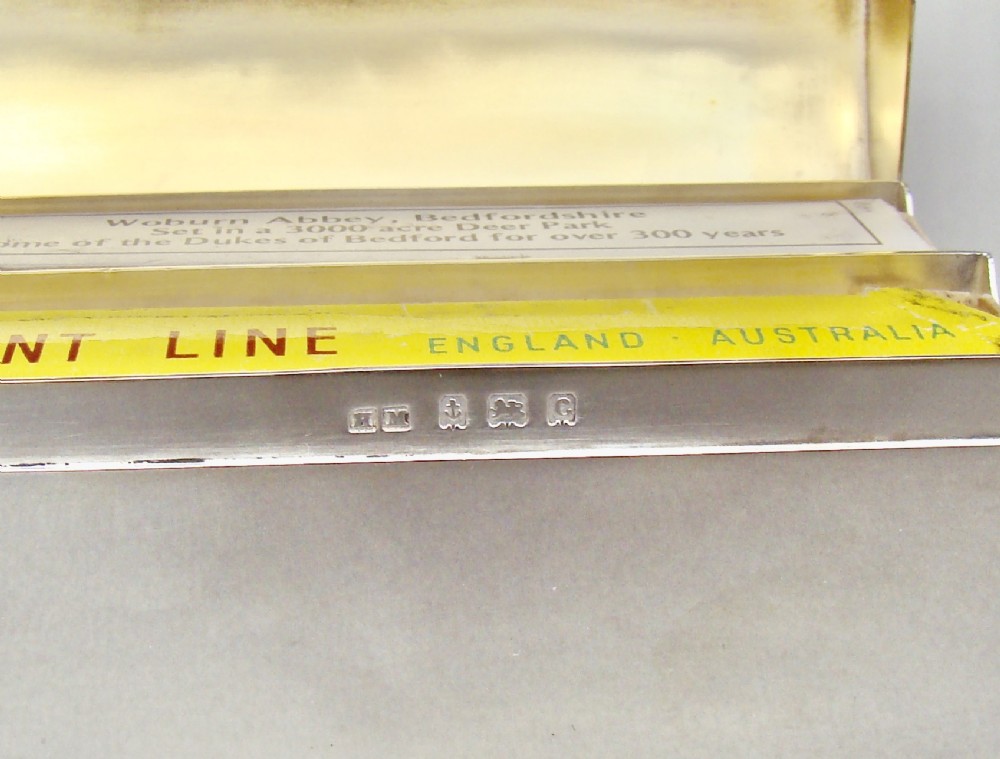 Woburn Abbey, Bedfordshire
Set in a 3000 acre Deer Park
of the Dukes of Bedford for over 300 years
NT LINE ENGLAND · AUSTRALIA
H M G